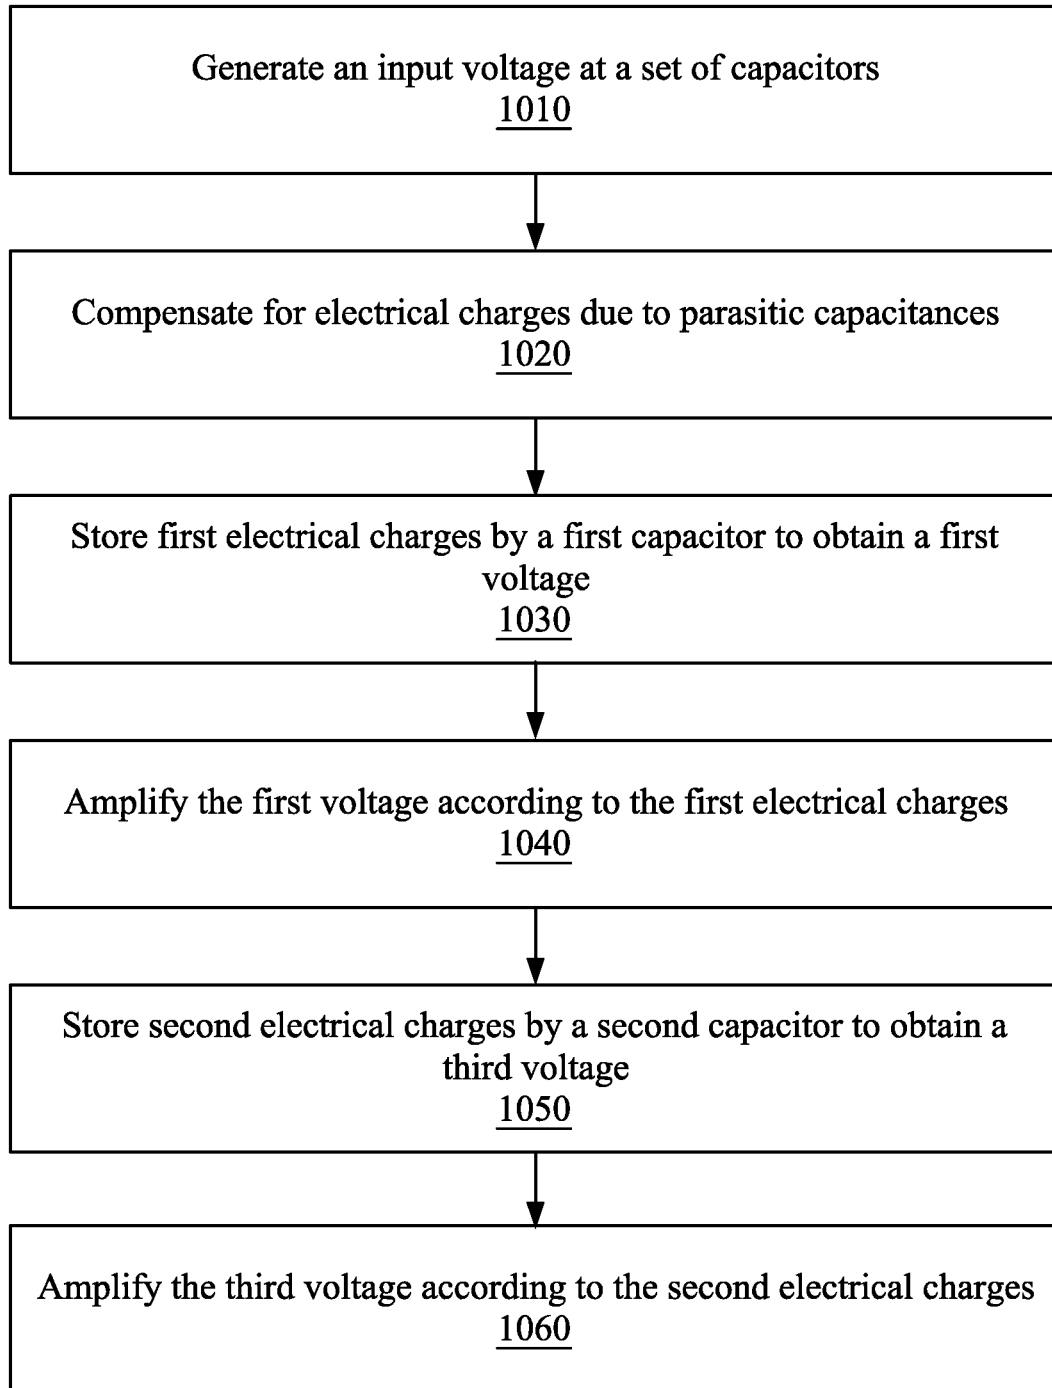 Generate an input voltage at a set of capacitors
1010
Compensate for electrical charges due to parasitic capacitances
1020
Store first electrical charges by a first capacitor to obtain a first
voltage
1030
Amplify the first voltage according to the first electrical charges
1040
Store second electrical charges by a second capacitor to obtain a
third voltage
1050
Amplify the third voltage according to the second electrical charges
1060